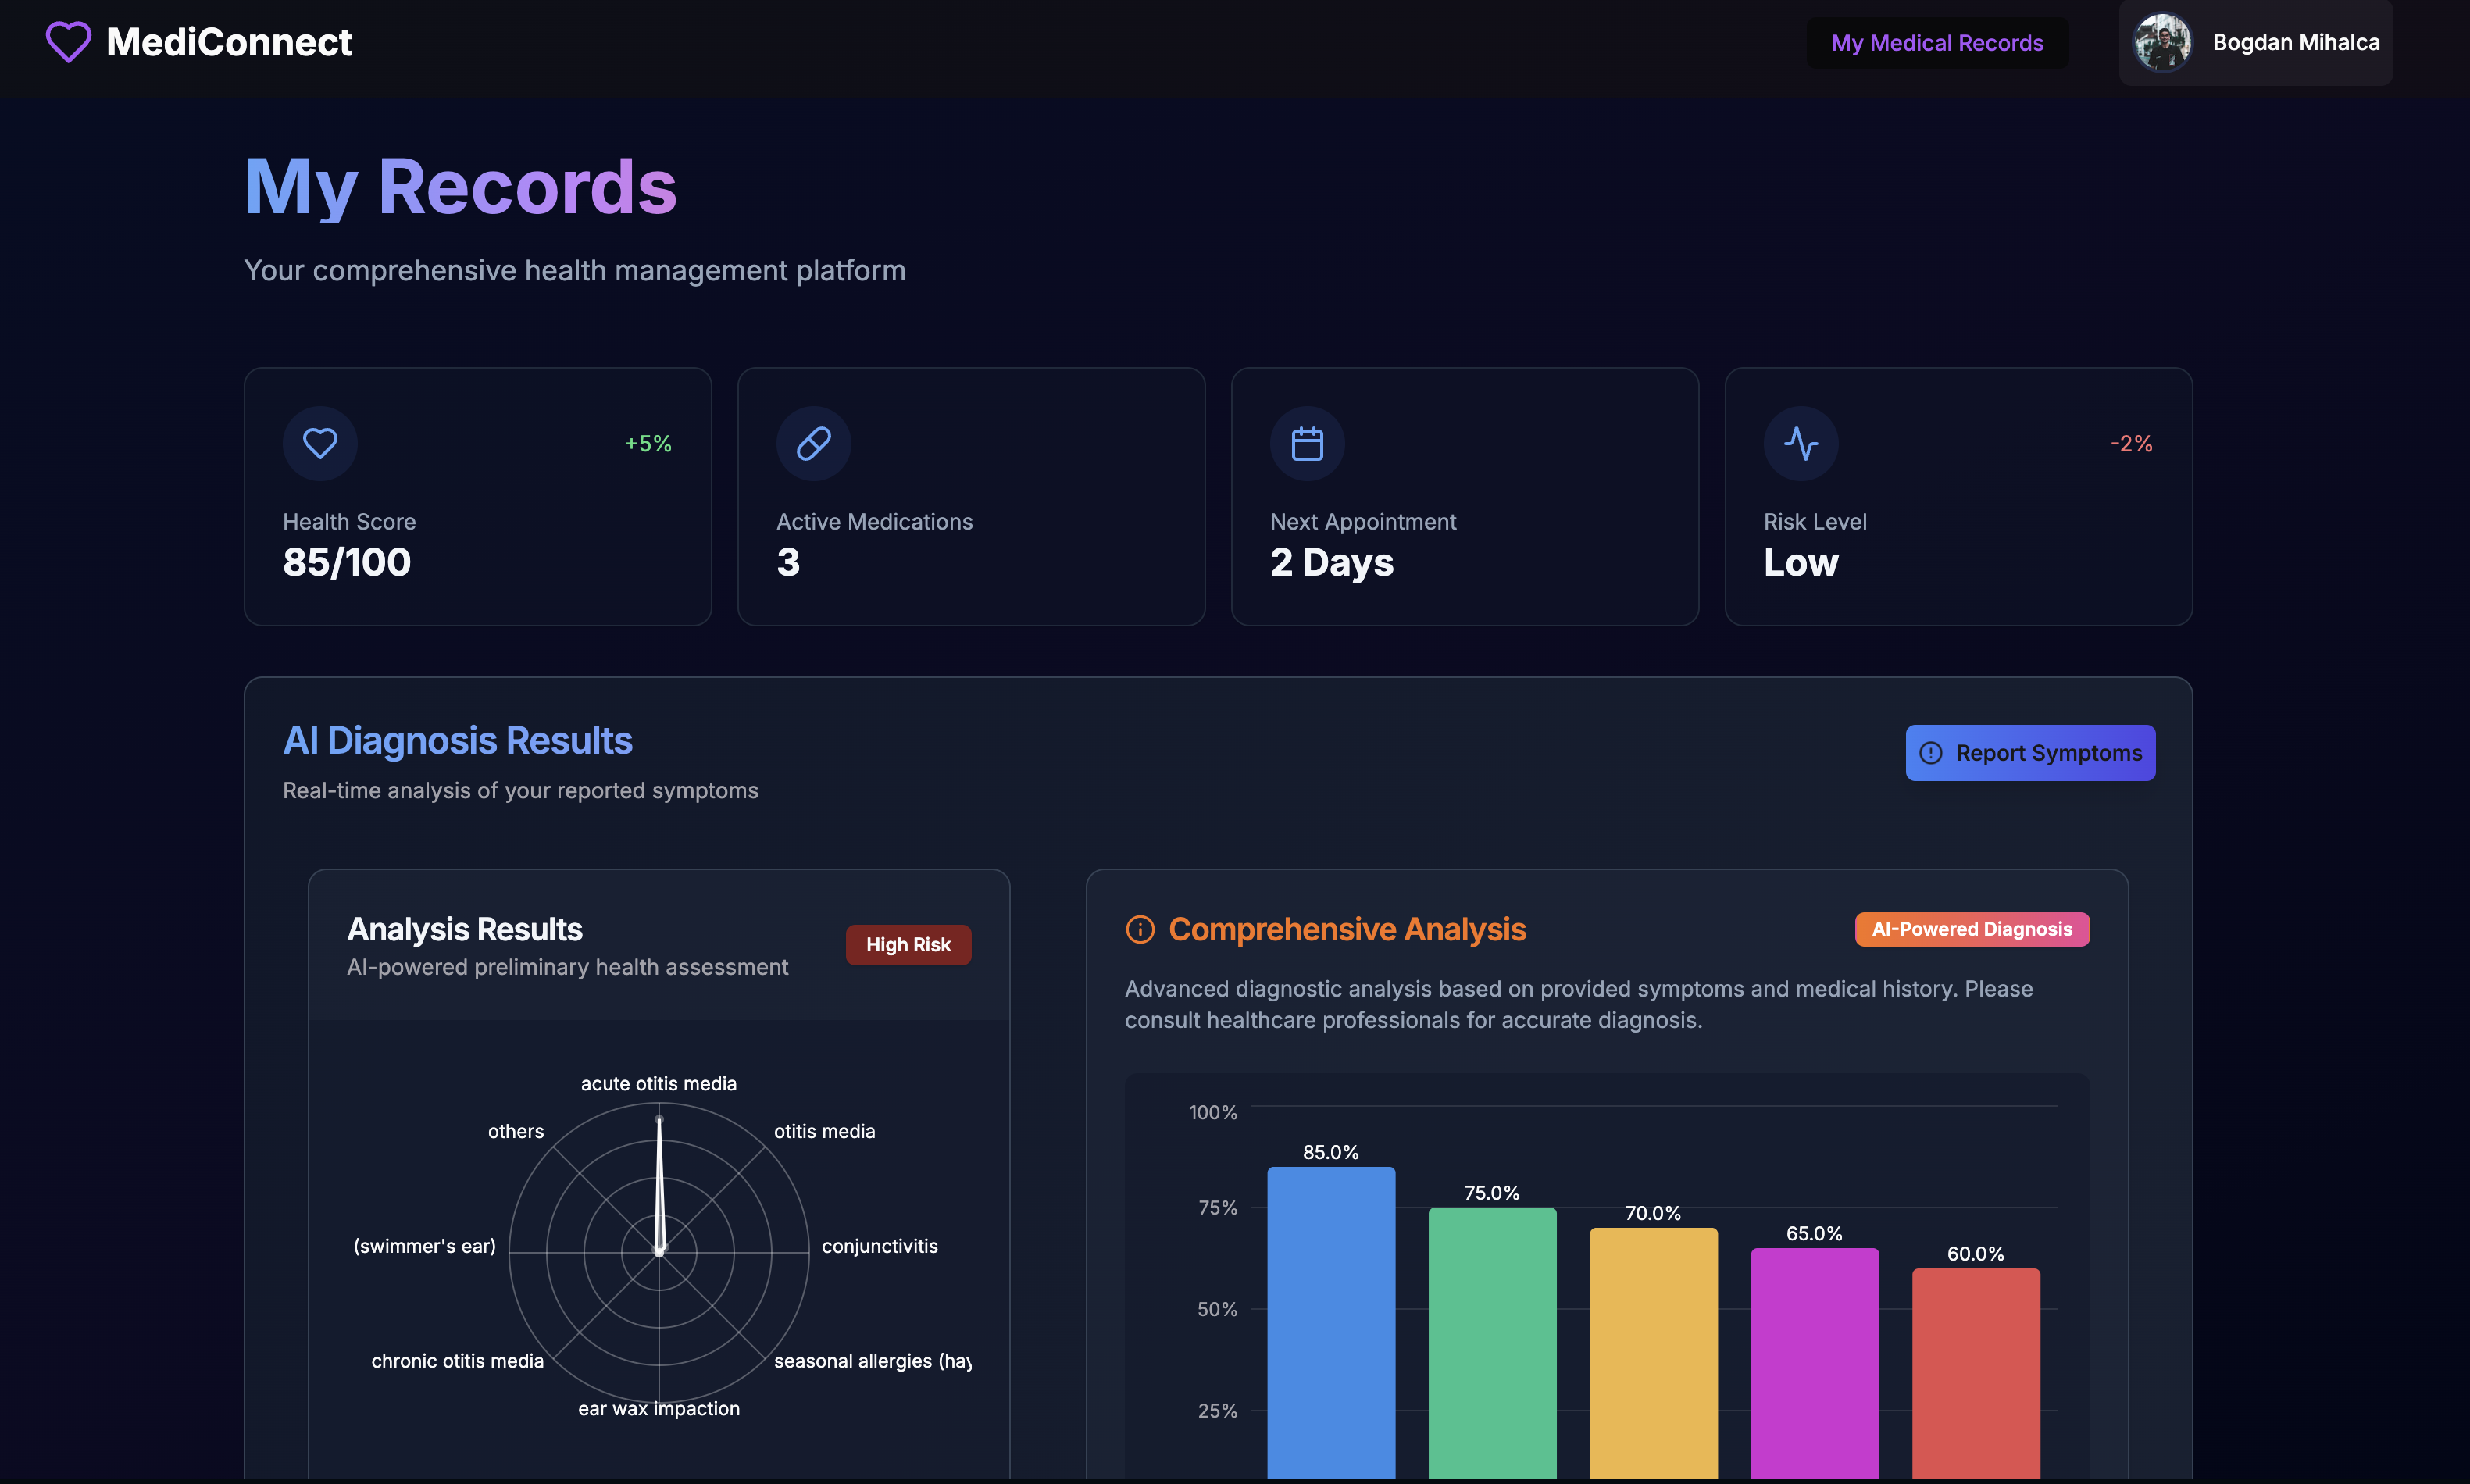 MediConnect
My Medical Records
Bogdan Mihalca
My Records
Your comprehensive health management platform
+5%
Health Score
85/100
Active Medications
3
Next Appointment
2 Days
-2%
Risk Level
Low
AI Diagnosis Results
Real-time analysis of your reported symptoms
Report Symptoms
Analysis Results
AI-powered preliminary health assessment
High Risk
acute otitis media
others
otitis media
(swimmer's ear)
conjunctivitis
chronic otitis media
seasonal allergies (hay
ear wax impaction
Comprehensive Analysis
AI-Powered Diagnosis
Advanced diagnostic analysis based on provided symptoms and medical history. Please
consult healthcare professionals for accurate diagnosis.
100%
85.0%
75%
75.0%
70.0%
65.0%
60.0%
50%
25%